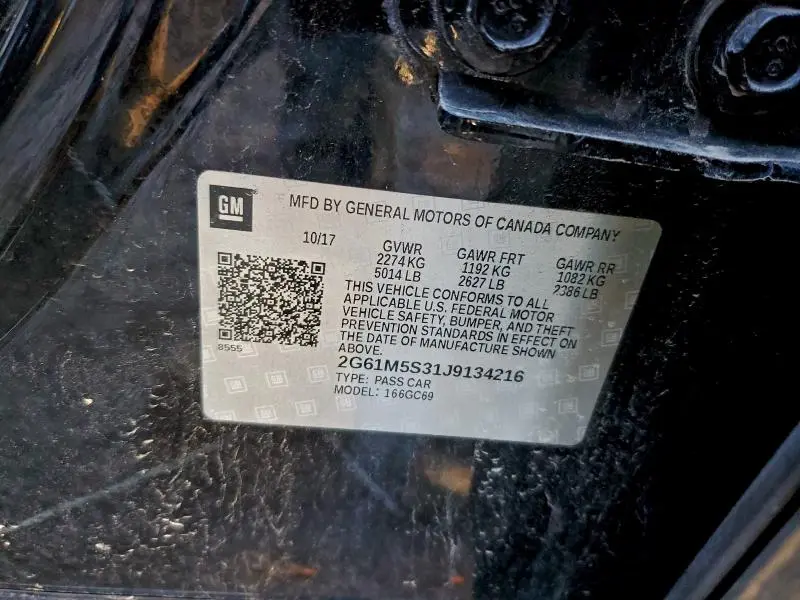 GM
MFD BY GENERAL MOTORS OF CANADA COMPANY
10/17
GVWR GAWR FRT GAWR RR
2274 KG 1192 KG 1082 KG
5014 LB 2627 LB 2386 LB
THIS VEHICLE CONFORMS TO ALL
APPLICABLE U.S. FEDERAL MOTOR
VEHICLE SAFETY, BUMPER, AND THEFT
PREVENTION STANDARDS IN EFFECT ON
THE DATE OF MANUFACTURE SHOWN
ABOVE.
8555
2G61M5S31J9134216
TYPE: PASS CAR
MODEL: 166GC69